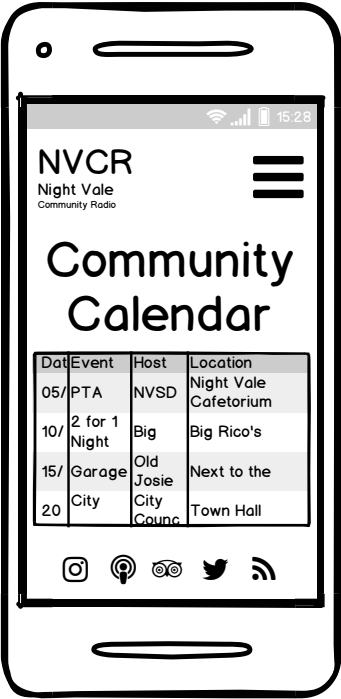 15:28
NVCR
Night Vale
Community Radio
Community
Calendar
Dat Event Host Location
05/ PTA NVSD Night Vale
Cafetorium
10/ 2 for 1
Night Big Big Rico's
15/ Garage Old
Josie Next to the
20 City City
Counc Town Hall